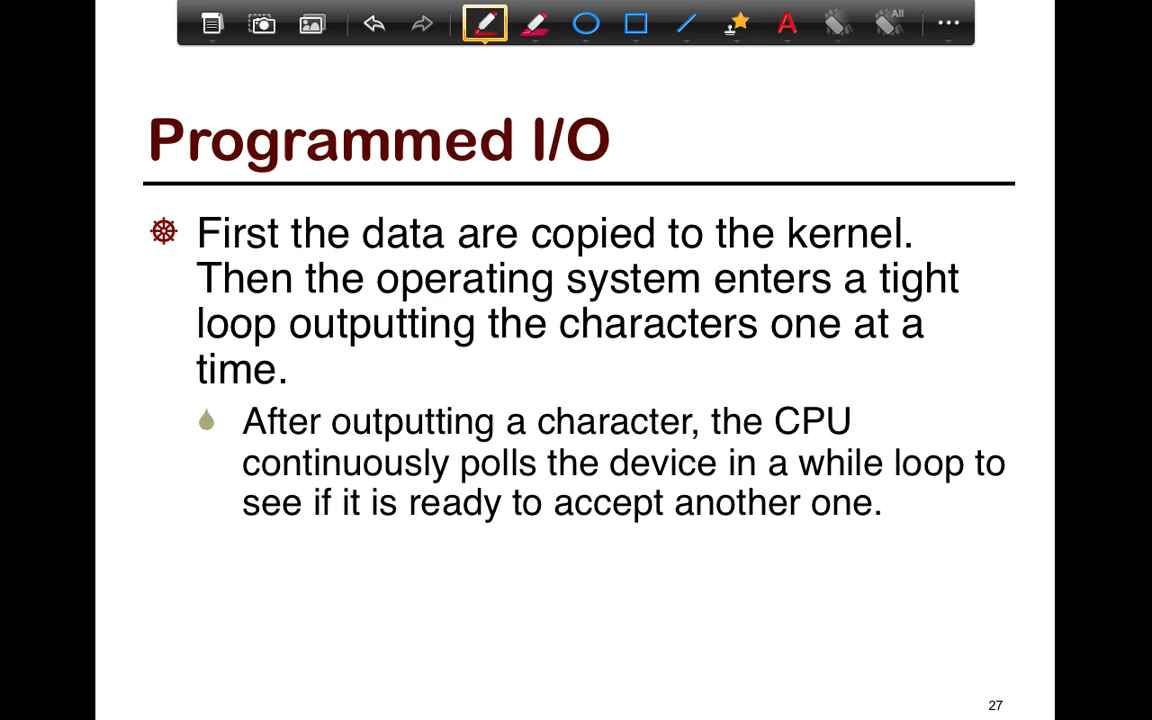 All
Programmed I/O
First the data are copied to the kernel.
Then the operating system enters a tight
loop outputting the characters one at a
time.
After outputting a character, the CPU
continuously polls the device in a while loop to
see if it is ready to accept another one.
27